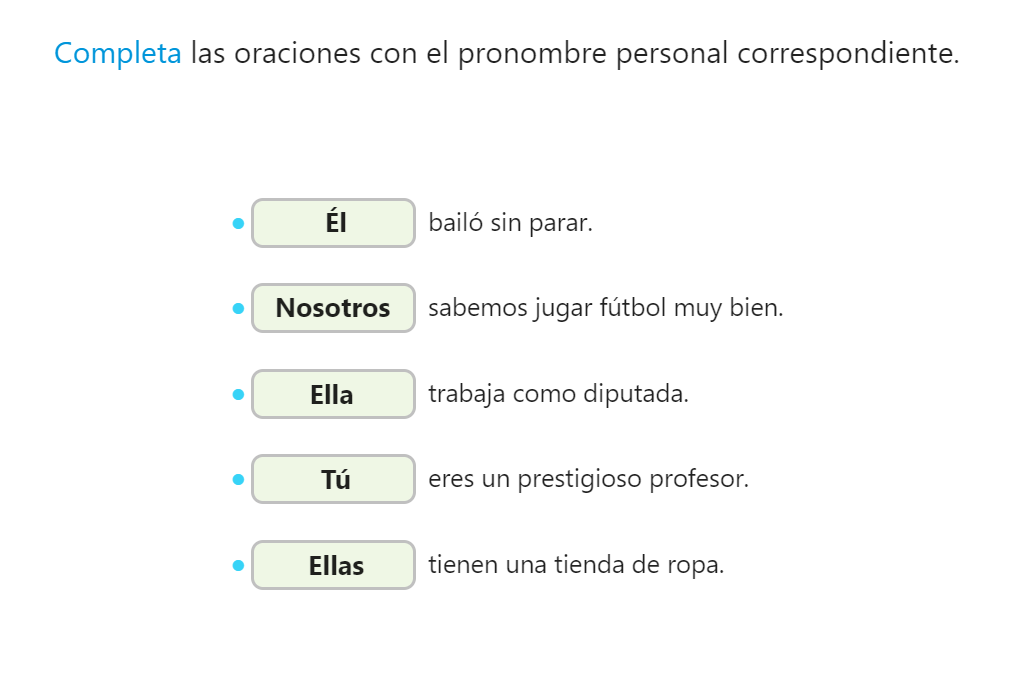 Completa las oraciones con el pronombre personal correspondiente.
Él bailó sin parar.
Nosotros sabemos jugar fútbol muy bien.
Ella trabaja como diputada.
Tú eres un prestigioso profesor.
Ellas tienen una tienda de ropa.